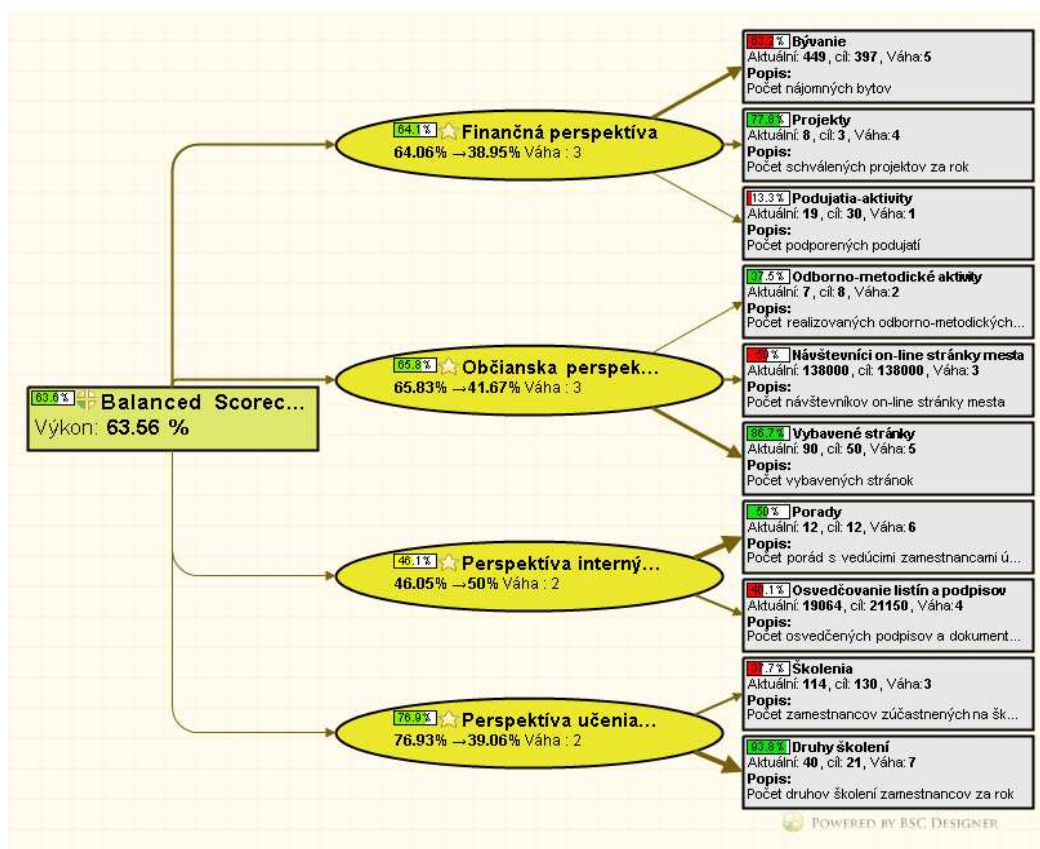 63.6 % Balanced Scorec...
Výkon: 63.56 %
64.1 % Finančná perspektíva
64.06% →38.95% Váha : 3
65.8 % Občianska perspek...
65.83% →41.67% Váha : 3
46.1 % Perspektíva interný...
46.05% →50% Váha : 2
76.9 % Perspektíva učenia...
76.93% →39.06% Váha : 2
% Bývanie
Aktuální: 449, cíl: 397, Váha:5
Popis:
Počet nájomných bytov
77.8% Projekty
Aktuální: 8, cíl: 3, Váha:4
Popis:
Počet schválených projektov za rok
13.3% Podujatia-aktivity
Aktuální: 19, cíl: 30, Váha:1
Popis:
Počet podporených podujatí
37.5% Odborno-metodické aktivity
Aktuální: 7, cíl: 8, Váha:2
Popis:
Počet realizovaných odborno-metodických...
50 % Návštevníci on-line stránky mesta
Aktuální: 138000, cíl: 138000, Váha: 3
Popis:
Počet návštevníkov on-line stránky mesta
86.7% Vybavené stránky
Aktuální: 90, cíl: 50, Váha:5
Popis:
Počet vybavených stránok
50 % Porady
Aktuální: 12, cíl: 12, Váha: 6
Popis:
Počet porád s vedúcimi zamestnancami ú...
40.1% Osvedčovanie listín a podpisov
Aktuální: 19064, cíl: 21150, Váha:4
Popis:
Počet osvedčených podpisov a dokument...
37.7% Školenia
Aktuální: 114, cíl: 130, Váha:3
Popis:
Počet zamestnancov zúčastnených na šk...
93.8% Druhy školení
Aktuální: 40, cíl: 21, Váha: 7
Popis:
Počet druhov školení zamestnancov za rok
Powered by BSC Designer